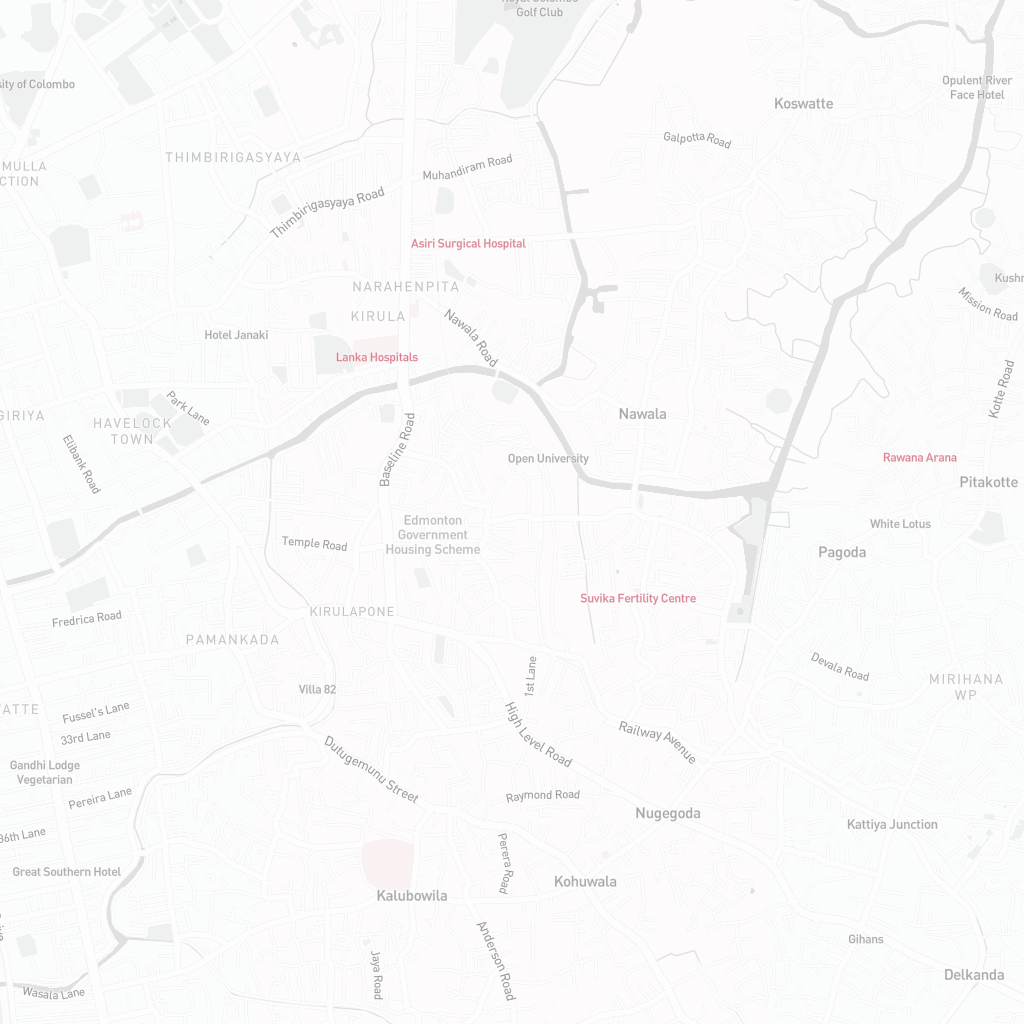 Golf Club
Opulent River
Face Hotel
sity of Colombo
Koswatte
Galpotta Road
THIMBIRIGASYAYA
MULLA
CTION
Muhandiram Road
Thimbirigasyaya Road
Asiri Surgical Hospital
NARAHENPITA
KIRULA
Kushn
Mission Road
Hotel Janaki
Nawala Road
Lanka Hospitals
Kotte Road
Park Lane
GIRIYA
HAVELOCK
TOWN
Nawala
Elibank Road
Baseline Road
Open University
Rawana Arana
Pitakotte
Edmonton
Government
Housing Scheme
White Lotus
Temple Road
Pagoda
Suvika Fertility Centre
Fredrica Road
KIRULAPONE
PAMANKADA
1st Lane
Devala Road
MIRIHANA
WP
Villa 82
ATTE
Fussel's Lane
33rd Lane
High Level Road
Railway Avenue
Gandhi Lodge
Vegetarian
Dutugemunu Street
Pereira Lane
Raymond Road
Nugegoda
36th Lane
Kattiya Junction
Great Southern Hotel
Perera Road
Kohuwala
Kalubowila
Gihans
Jaya Road
Anderson Road
Delkanda
Wasala Lane